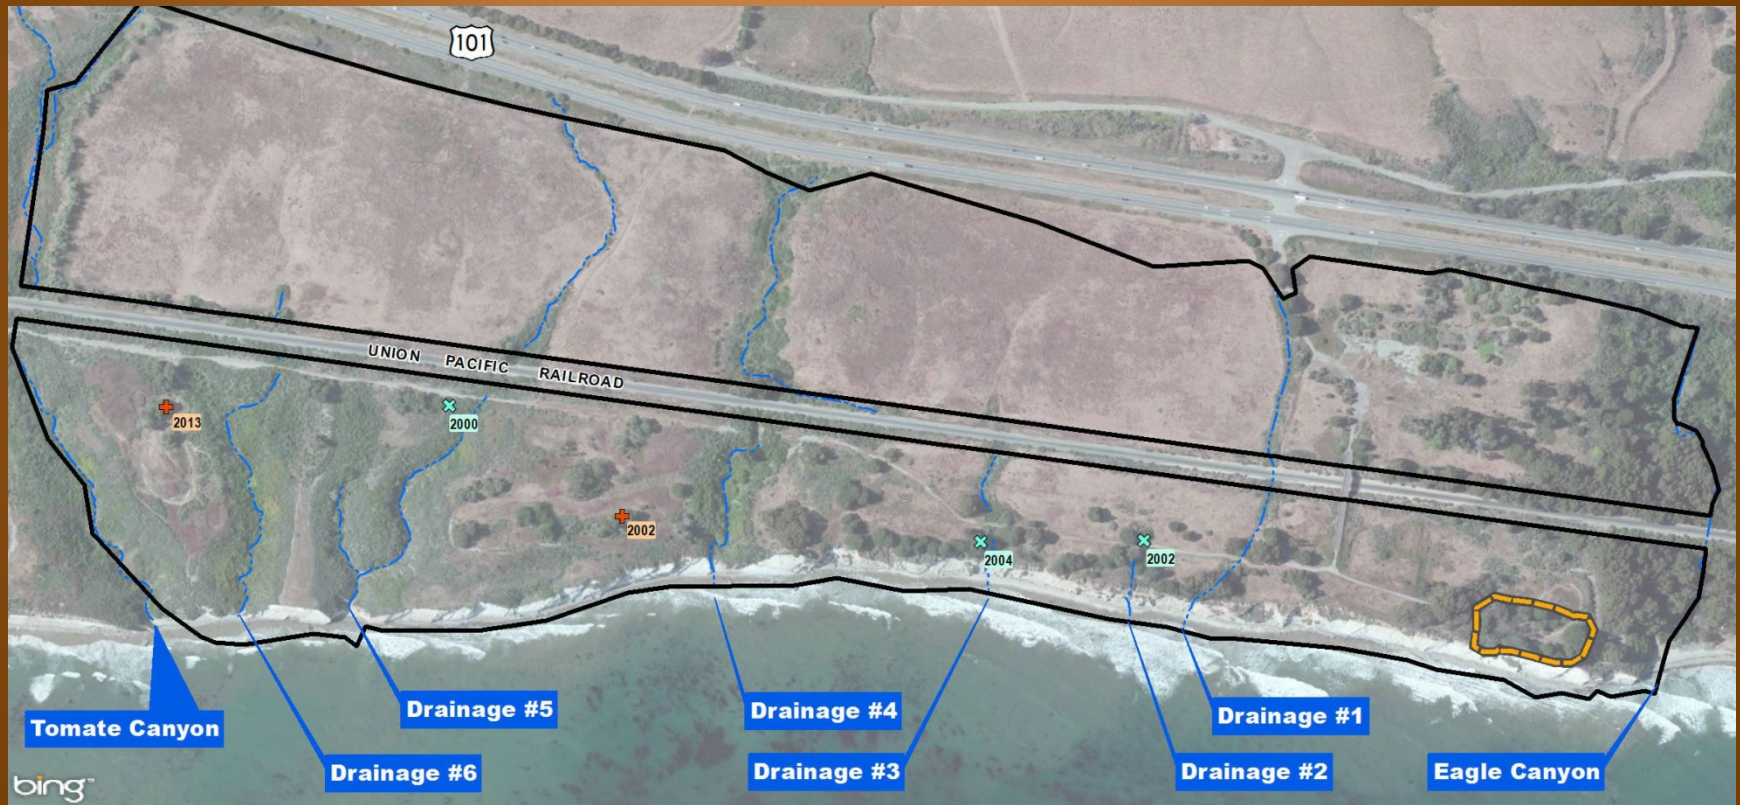 101
UNION PACIFIC RAILROAD
2013
2000
2002
2004
2002
Tomate Canyon
Drainage #6
Drainage #5
Drainage #4
Drainage #3
Drainage #2
Drainage #1
Eagle Canyon
bing™